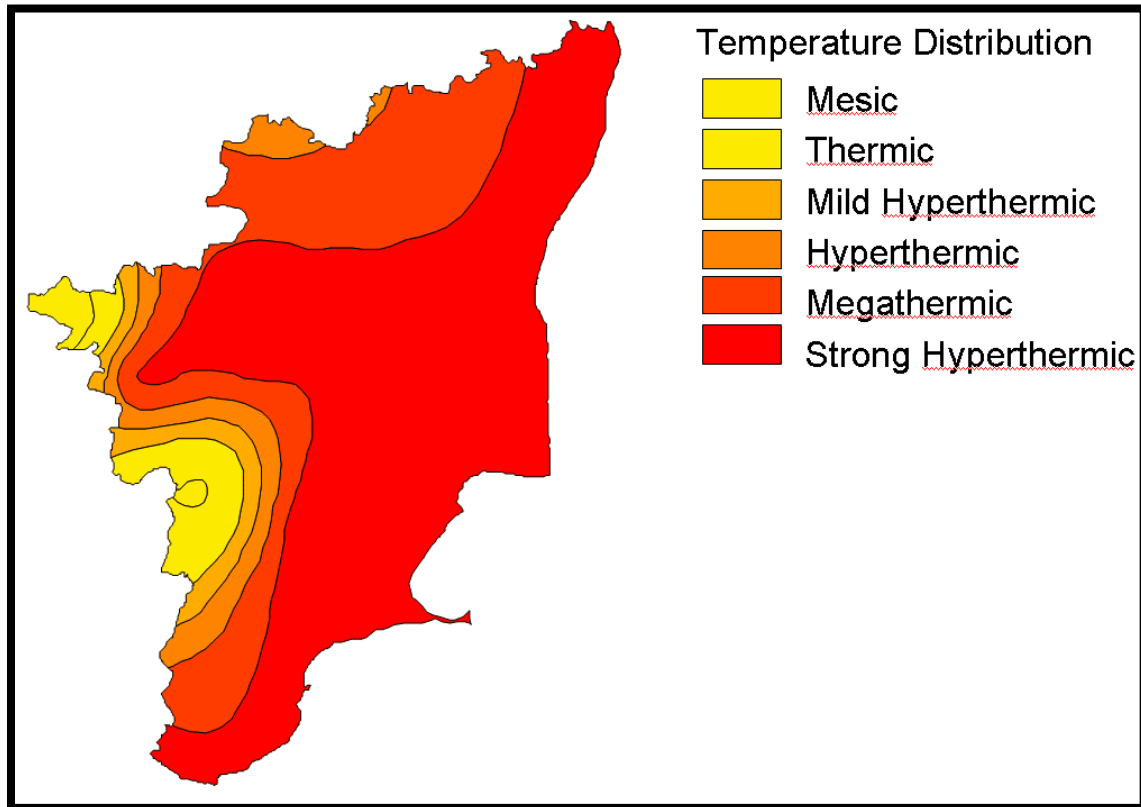 Temperature Distribution
Mesic
Thermic
Mild Hyperthermic
Hyperthermic
Megathermic
Strong Hyperthermic